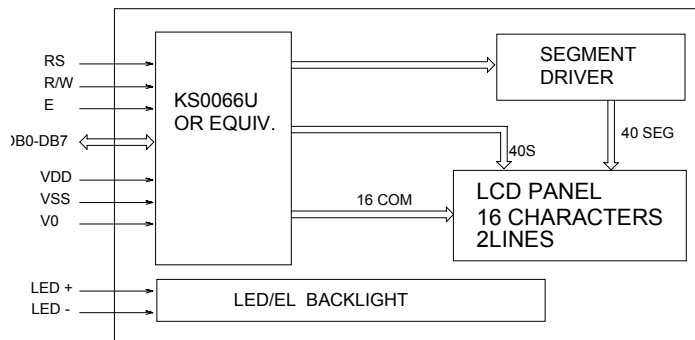 RS
R/W
E
DB0-DB7
VDD
VSS
V0
LED +
LED -
KS0066U
OR EQUIV.
SEGMENT
DRIVER
40S
40 SEG
16 COM
LCD PANEL
16 CHARACTERS
2LINES
LED/EL BACKLIGHT